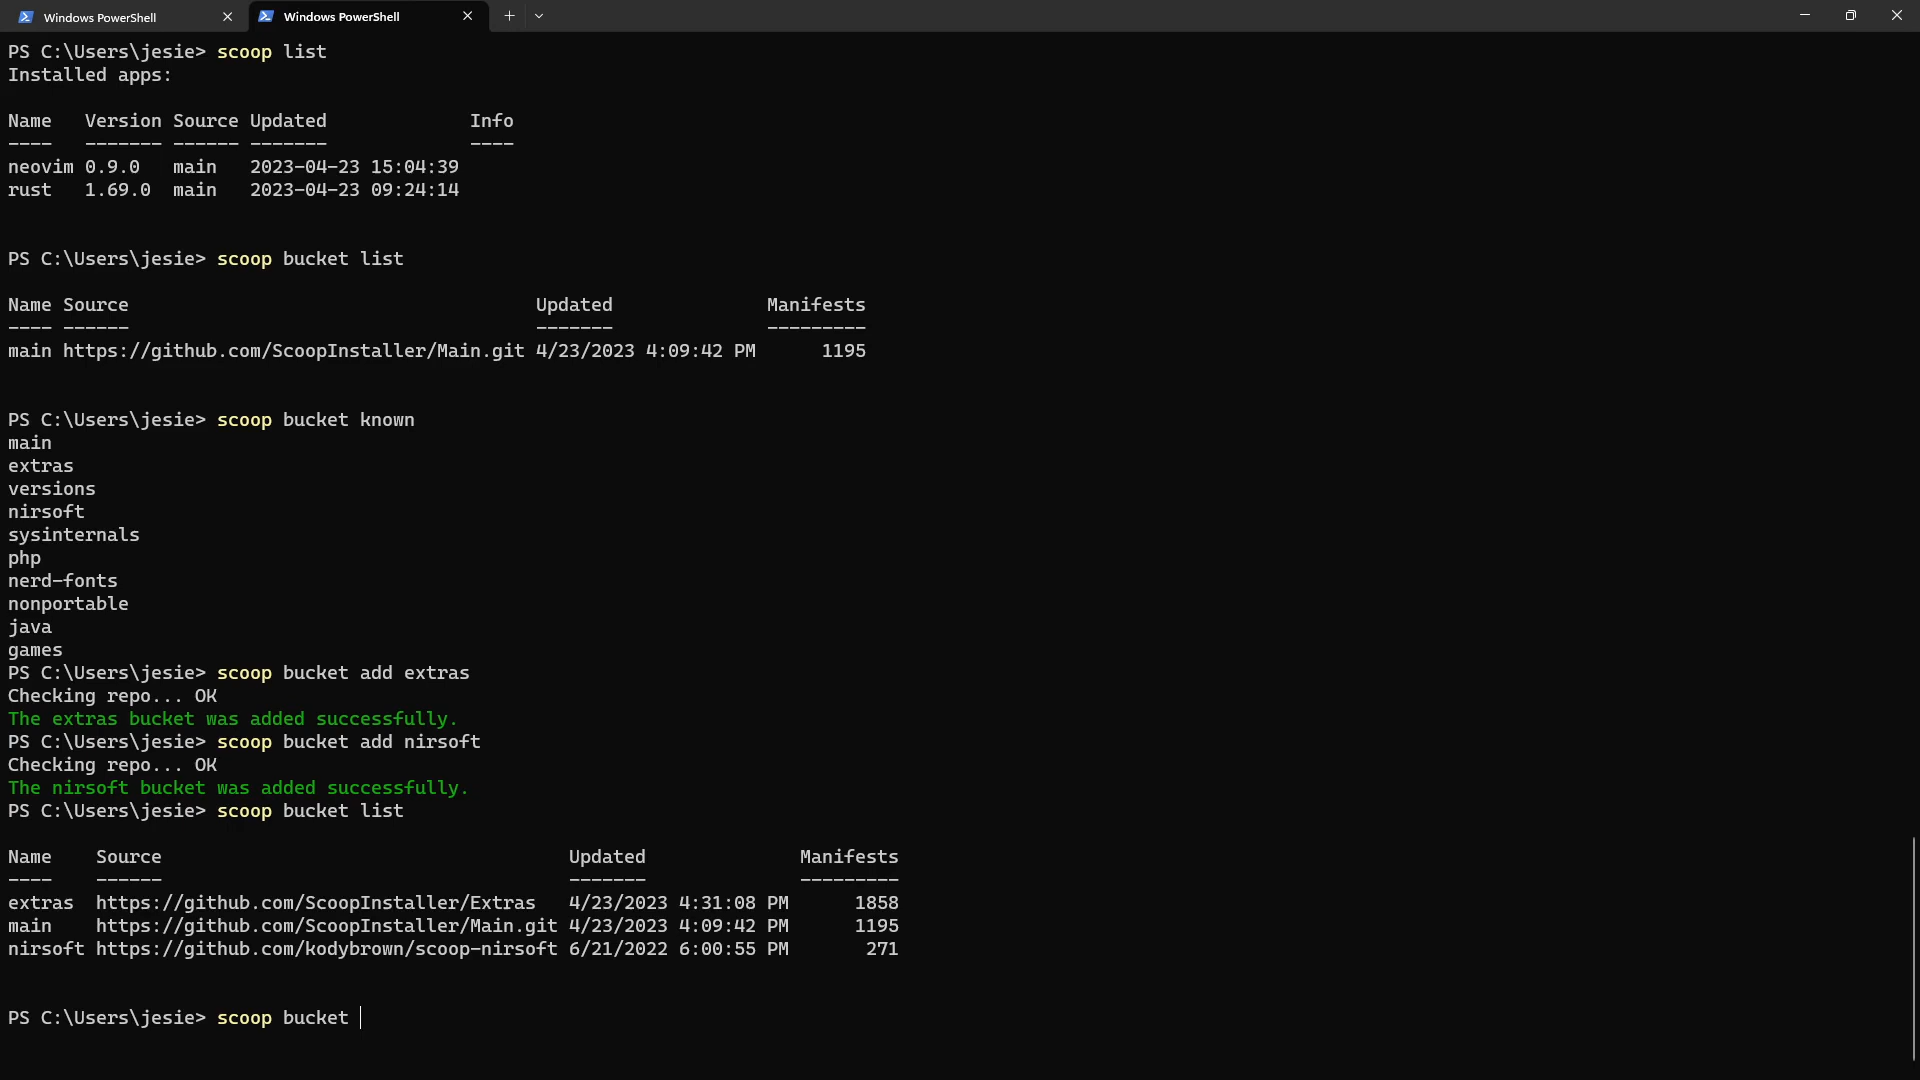 Windows PowerShell
Windows PowerShell
PS C:\Users\jesie> scoop list
Installed apps:
Name   Version Source Updated             Info
----   ------- ------ -------             ----
neovim 0.9.0   main   2023-04-23 15:04:39
rust   1.69.0  main   2023-04-23 09:24:14
PS C:\Users\jesie> scoop bucket list
Name Source                                     Updated              Manifests
---- ------                                     -------              ---------
main https://github.com/ScoopInstaller/Main.git 4/23/2023 4:09:42 PM      1195
PS C:\Users\jesie> scoop bucket known
main
extras
versions
nirsoft
sysinternals
php
nerd-fonts
nonportable
java
games
PS C:\Users\jesie> scoop bucket add extras
Checking repo... OK
The extras bucket was added successfully.
PS C:\Users\jesie> scoop bucket add nirsoft
Checking repo... OK
The nirsoft bucket was added successfully.
PS C:\Users\jesie> scoop bucket list
Name    Source                                     Updated              Manifests
----    ------                                     -------              ---------
extras  https://github.com/ScoopInstaller/Extras   4/23/2023 4:31:08 PM      1858
main    https://github.com/ScoopInstaller/Main.git 4/23/2023 4:09:42 PM      1195
nirsoft https://github.com/kodybrown/scoop-nirsoft 6/21/2022 6:00:55 PM       271
PS C:\Users\jesie> scoop bucket